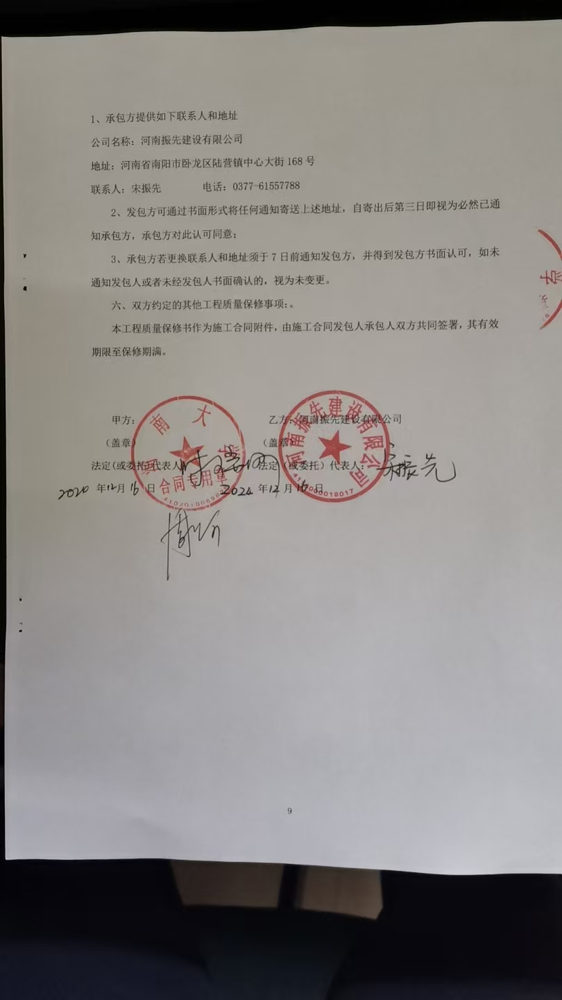 1、承包方提供如下联系人和地址
公司名称：河南振先建设有限公司
地址：河南省南阳市卧龙区陆营镇中心大街 168 号
联系人：宋振先 电话：0377-61557788
2、发包方可通过书面形式将任何通知寄送上述地址，自寄出后第三日即视为必然已通
知承包方，承包方对此认可同意；
3、承包方若更换联系人和地址须于 7 日前通知发包方，并得到发包方书面认可，如未
通知发包人或者未经发包人书面确认的，视为未变更。
六、双方约定的其他工程质量保修事项：。
本工程质量保修书作为施工合同附件，由施工合同发包人承包人双方共同签署，其有效
期限至保修期满。
甲方： 乙方：河南振先建设有限公司
（盖章） （盖章）
法定(或委托)代表人 法定（或委托）代表人： 宋振先
2020 年 12 月 16 日 2024 年 12 月 16 日
河南大学
合同专用章
河南振先建设有限公司
学
9